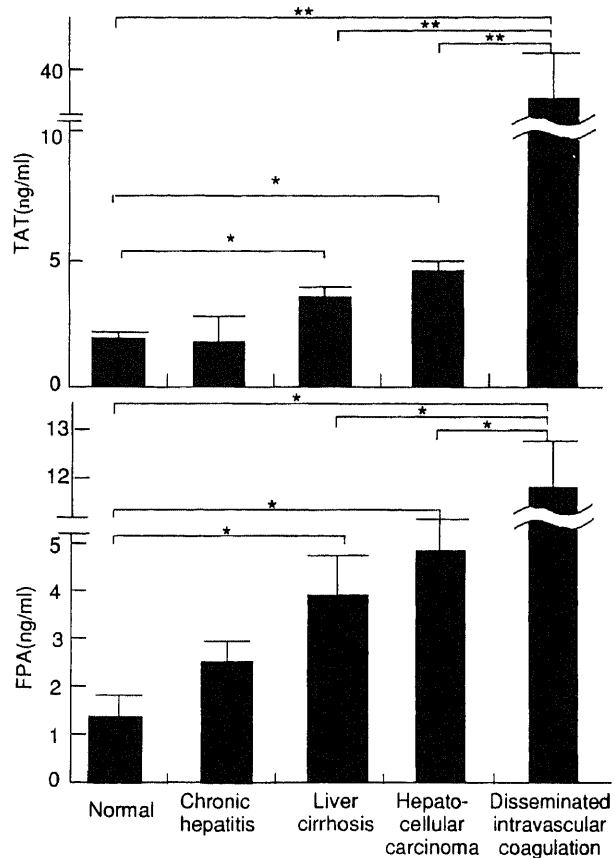 **
**
**
40
10
*
TAT(ng/ml)
*
5
0
*
*
13
*
12
*
*
5
4
FPA(ng/ml)
3
2
1
0
Normal
Chronic
hepatitis
Liver
cirrhosis
Hepato-
cellular
carcinoma
Disseminated
intravascular
coagulation